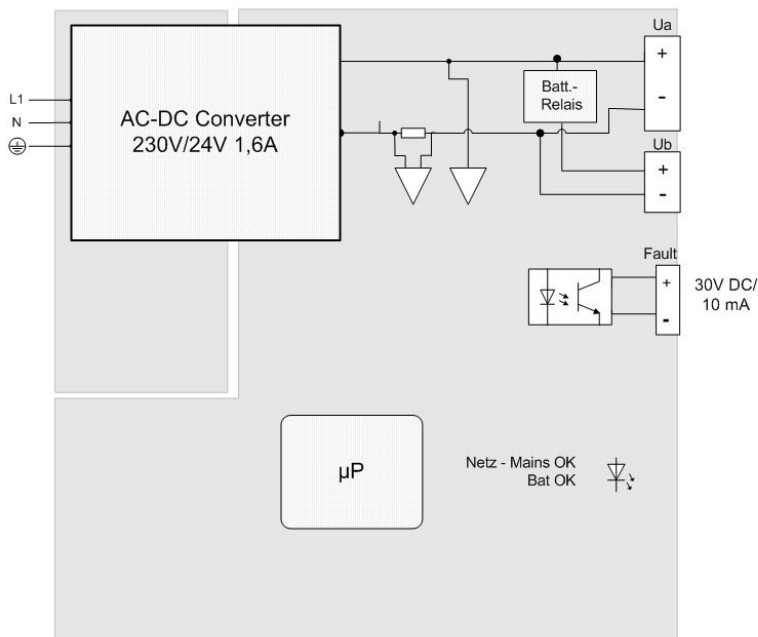 Ua
+
-
Batt.-
Relais
L1
N
AC-DC Converter
230V/24V 1,6A
Ub
+
-
Fault
+
-
30V DC/
10 mA
µP
Netz - Mains OK
Bat OK